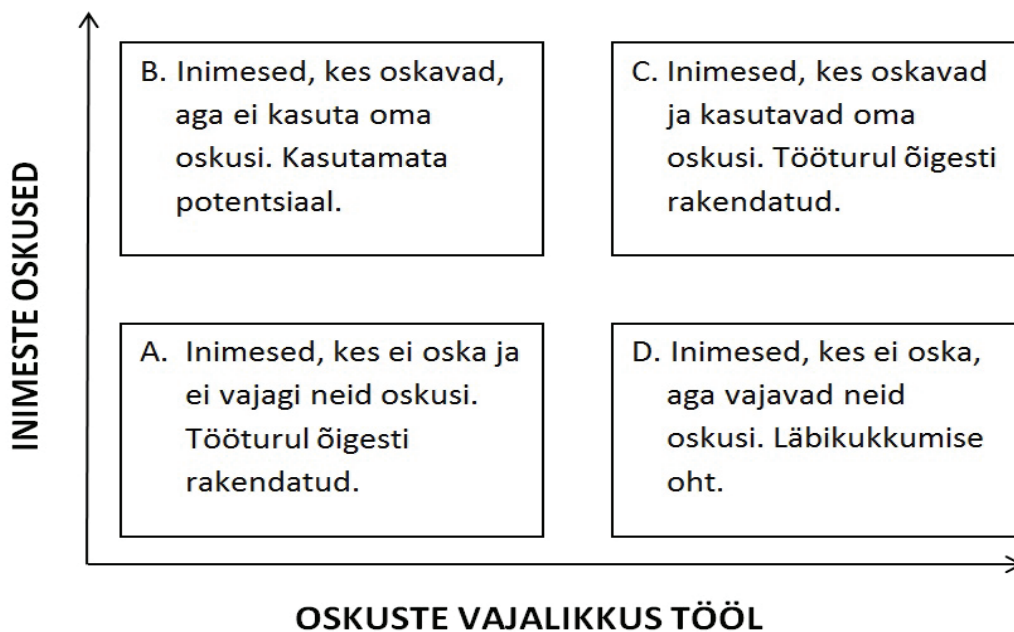 INIMESTE OSKUSED
B. Inimesed, kes oskavad,
aga ei kasuta oma
oskusi. Kasutamata
potentsiaal.
C. Inimesed, kes oskavad
ja kasutavad oma
oskusi. Tööturul õigesti
rakendatud.
A. Inimesed, kes ei oska ja
ei vajagi neid oskusi.
Tööturul õigesti
rakendatud.
D. Inimesed, kes ei oska,
aga vajavad neid
oskusi. Läbikukkumise
oht.
OSKUSTE VAJALIKKUS TÖÖL